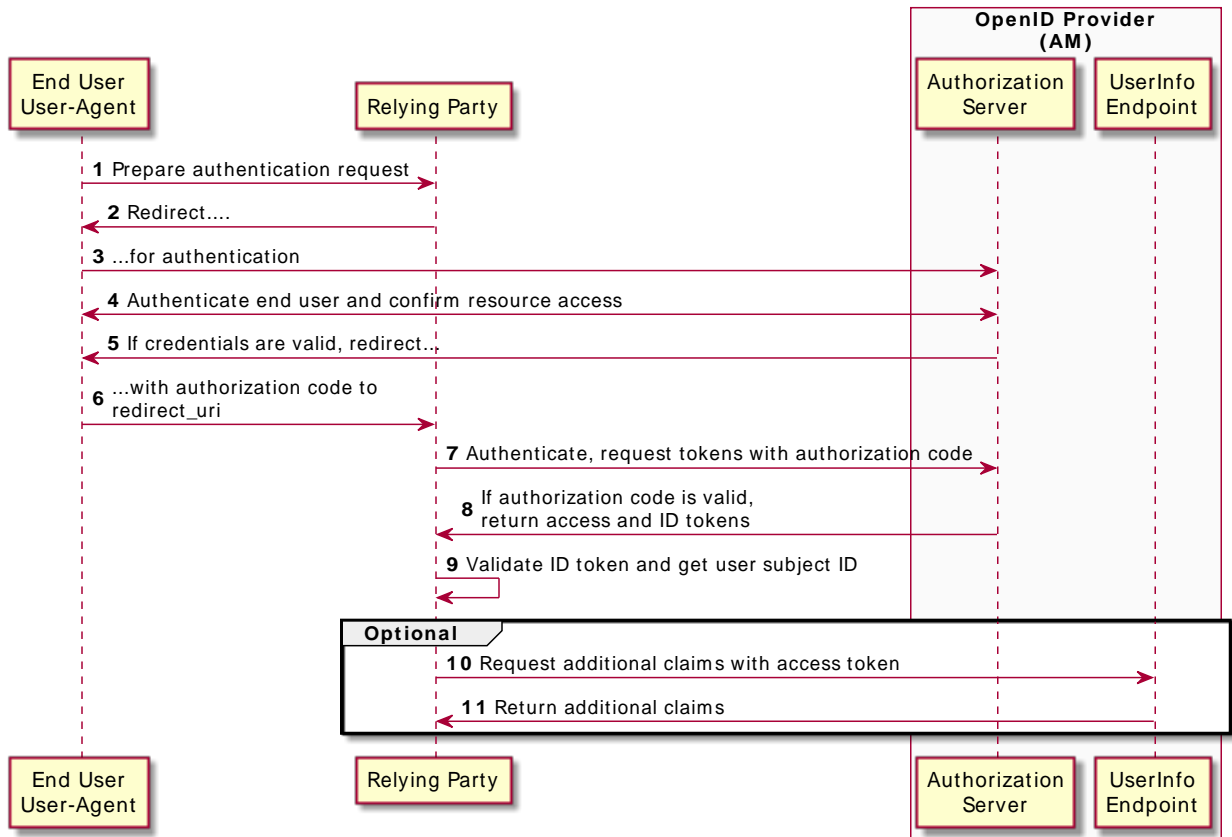 OpenID Provider
(AM)
End User
User-Agent
Relying Party
Authorization
Server
UserInfo
Endpoint
1 Prepare authentication request
2 Redirect....
3 ...for authentication
4 Authenticate end user and confirm resource access
5 If credentials are valid, redirect...
6 ...with authorization code to
redirect_uri
7 Authenticate, request tokens with authorization code
8 If authorization code is valid,
return access and ID tokens
9 Validate ID token and get user subject ID
Optional
10 Request additional claims with access token
11 Return additional claims
End User
User-Agent
Relying Party
Authorization
Server
UserInfo
Endpoint